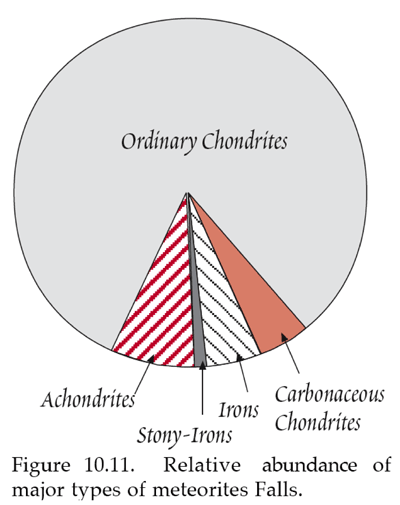 Ordinary Chondrites
Achondrites
Stony-Irons
Irons
Carbonaceous
Chondrites
Figure 10.11. Relative abundance of
major types of meteorites Falls.